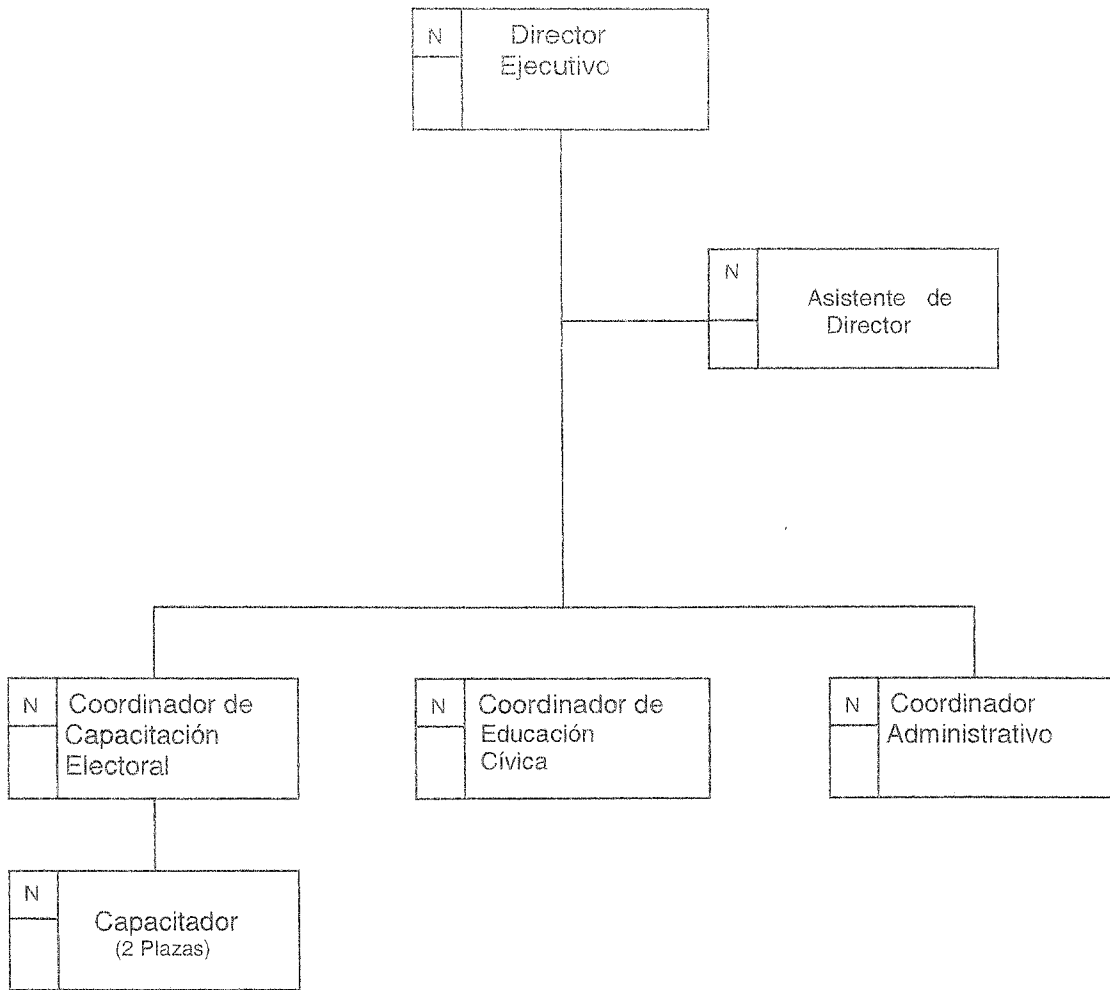 N
Director
Ejecutivo
N
Asistente de
Director
N
Coordinador de
Capacitación
Electoral
N
Coordinador de
Educación
Cívica
N
Coordinador
Administrativo
N
Capacitador
(2 Plazas)